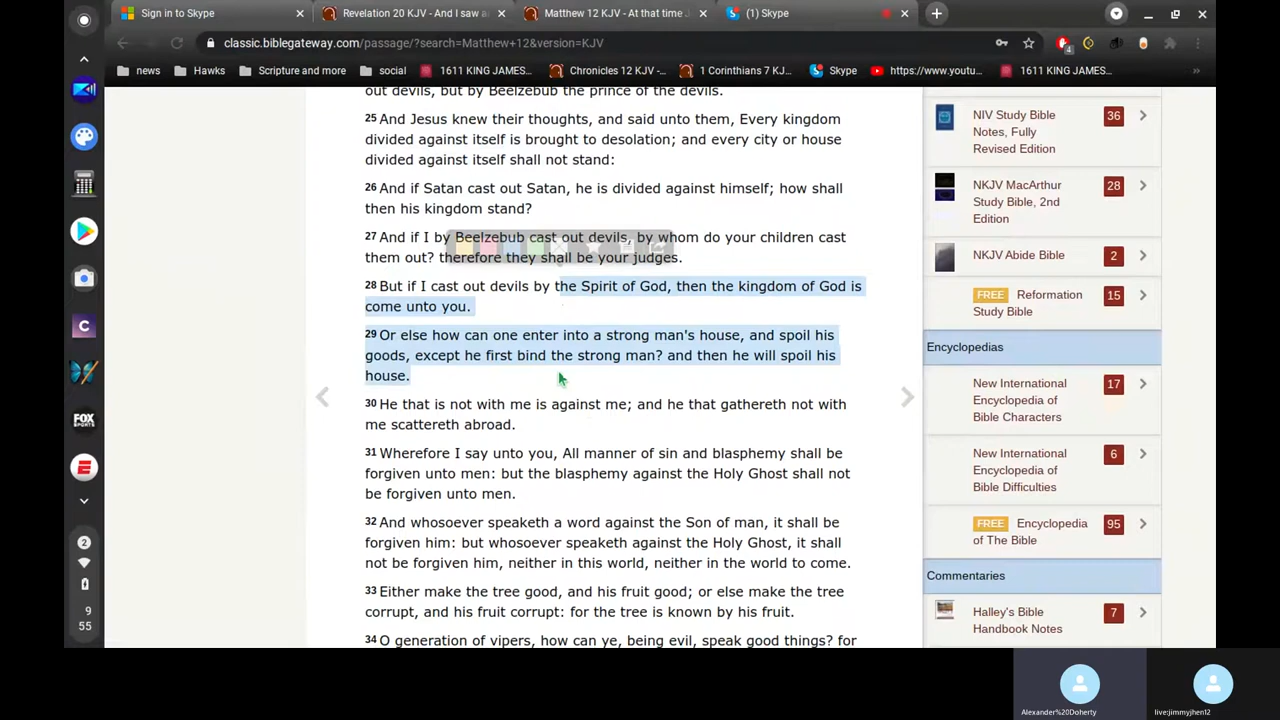 Sign in to Skype
Revelation 20 KJV - And I saw a
Matthew 12 KJV - At that time J
(1) Skype
classic.biblegateway.com/passage/?search=Matthew+12&version=KJV
4
news
Hawks
Scripture and more
social
1611 KING JAMES...
Chronicles 12 KJV -...
1 Corinthians 7 KJ...
Skype
https://www.youtu...
1611 KING JAMES...
»
out devils, but by Beelzebub the prince of the devils.
25 And Jesus knew their thoughts, and said unto them, Every kingdom
divided against itself is brought to desolation; and every city or house
divided against itself shall not stand:
26 And if Satan cast out Satan, he is divided against himself; how shall
then his kingdom stand?
27 And if I by Beelzebub cast out devils, by whom do your children cast
them out? therefore they shall be your judges.
28 But if I cast out devils by the Spirit of God, then the kingdom of God is
come unto you.
29 Or else how can one enter into a strong man's house, and spoil his
goods, except he first bind the strong man? and then he will spoil his
house.
30 He that is not with me is against me; and he that gathereth not with
me scattereth abroad.
31 Wherefore I say unto you, All manner of sin and blasphemy shall be
forgiven unto men: but the blasphemy against the Holy Ghost shall not
be forgiven unto men.
32 And whosoever speaketh a word against the Son of man, it shall be
forgiven him: but whosoever speaketh against the Holy Ghost, it shall
not be forgiven him, neither in this world, neither in the world to come.
33 Either make the tree good, and his fruit good; or else make the tree
corrupt, and his fruit corrupt: for the tree is known by his fruit.
34 O generation of vipers, how can ye, being evil, speak good things? for
NIV Study Bible
Notes, Fully
Revised Edition
36
NKJV MacArthur
Study Bible, 2nd
Edition
28
NKJV Abide Bible
2
FREE Reformation
Study Bible
15
Encyclopedias
New International
Encyclopedia of
Bible Characters
17
New International
Encyclopedia of
Bible Difficulties
6
FREE Encyclopedia
of The Bible
95
Commentaries
Halley's Bible
Handbook Notes
7
C
FOX
SPORTS
E
2
9
55
Alexander%20Doherty
live:jimmyjhen12